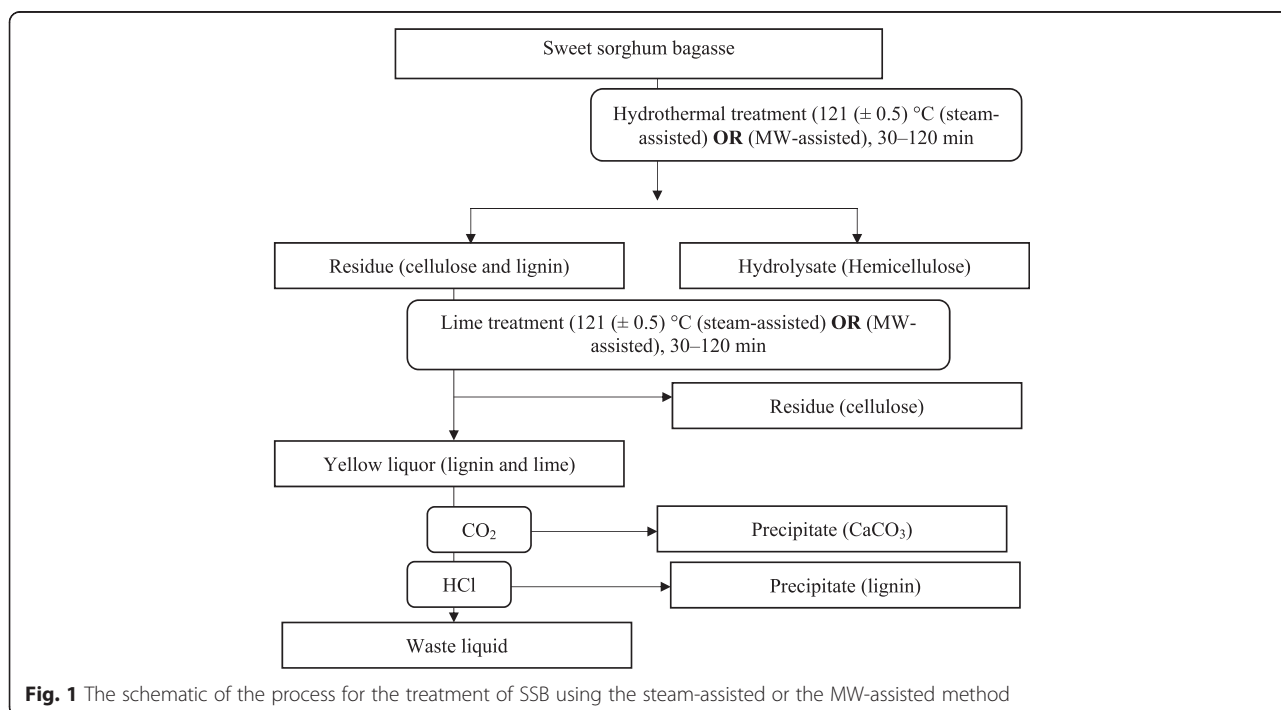 Sweet sorghum bagasse
Hydrothermal treatment (121 (± 0.5) °C (steam-
assisted) OR (MW-assisted), 30–120 min
Residue (cellulose and lignin)
Hydrolysate (Hemicellulose)
Lime treatment (121 (± 0.5) °C (steam-assisted) OR (MW-
assisted), 30–120 min
Residue (cellulose)
Yellow liquor (lignin and lime)
CO₂
Precipitate (CaCO₃)
HCl
Precipitate (lignin)
Waste liquid
Fig. 1 The schematic of the process for the treatment of SSB using the steam-assisted or the MW-assisted method